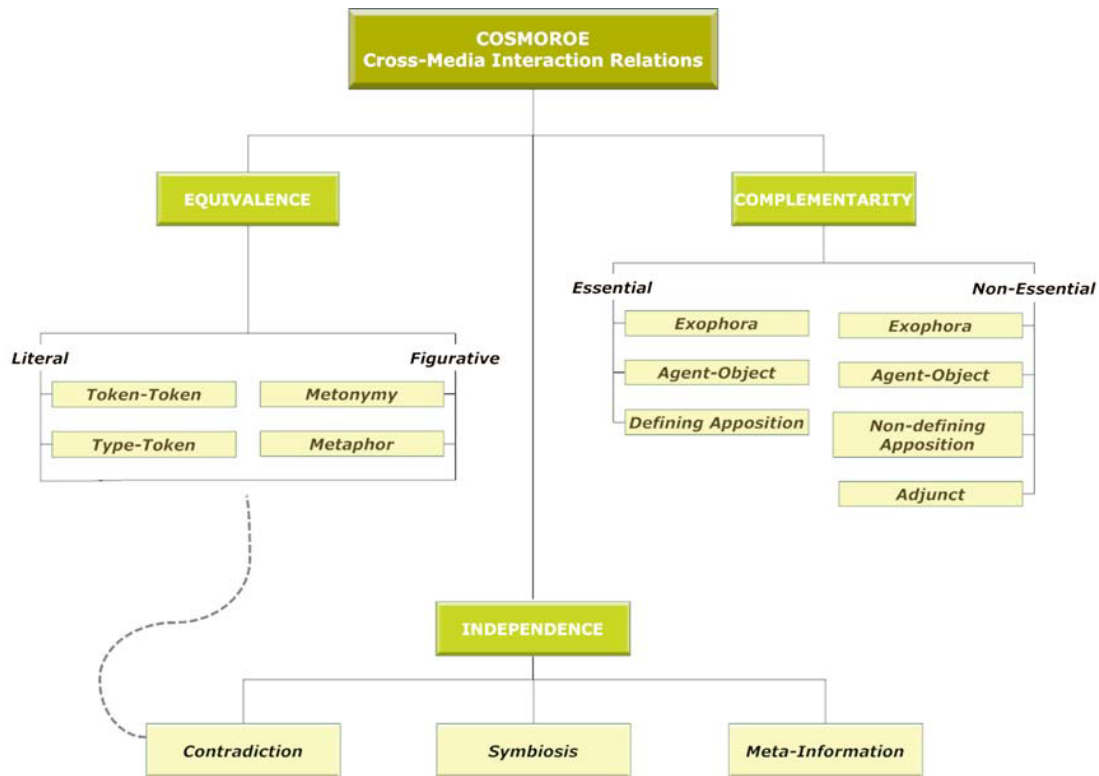 COSMOROE
Cross-Media Interaction Relations
EQUIVALENCE
COMPLEMENTARITY
Literal
Figurative
Token-Token
Metonymy
Type-Token
Metaphor
Essential
Non-Essential
Exophora
Exophora
Agent-Object
Agent-Object
Defining Apposition
Non-defining
Apposition
Adjunct
INDEPENDENCE
Contradiction
Symbiosis
Meta-Information